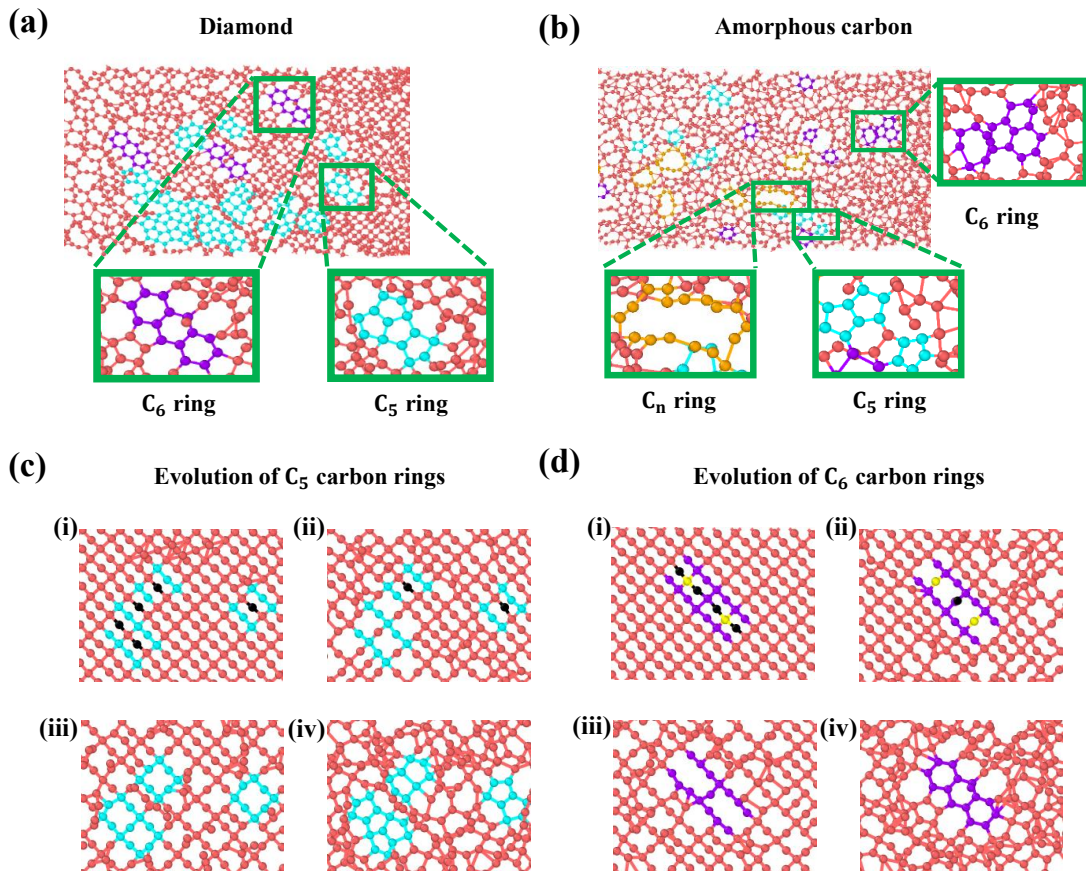 (a)
Diamond
(b)
Amorphous carbon
C₆ ring
C₆ ring
C₅ ring
Cₙ ring
C₅ ring
(c)
Evolution of C₅ carbon rings
(i)
(ii)
(iii)
(iv)
(d)
Evolution of C₆ carbon rings
(i)
(ii)
(iii)
(iv)